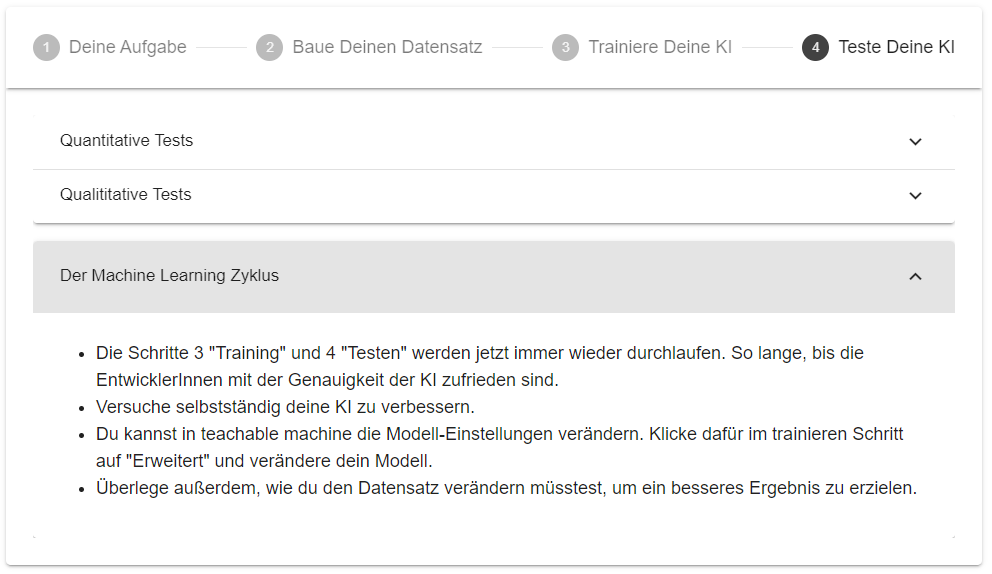 1 Deine Aufgabe 2 Baue Deinen Datensatz 3 Trainiere Deine KI 4 Teste Deine KI
Quantitative Tests
Qualititative Tests
Der Machine Learning Zyklus
• Die Schritte 3 "Training" und 4 "Testen" werden jetzt immer wieder durchlaufen. So lange, bis die
EntwicklerInnen mit der Genauigkeit der KI zufrieden sind.
• Versuche selbstständig deine KI zu verbessern.
• Du kannst in teachable machine die Modell-Einstellungen verändern. Klicke dafür im trainieren Schritt
auf "Erweitert" und verändere dein Modell.
• Überlege außerdem, wie du den Datensatz verändern müsstest, um ein besseres Ergebnis zu erzielen.